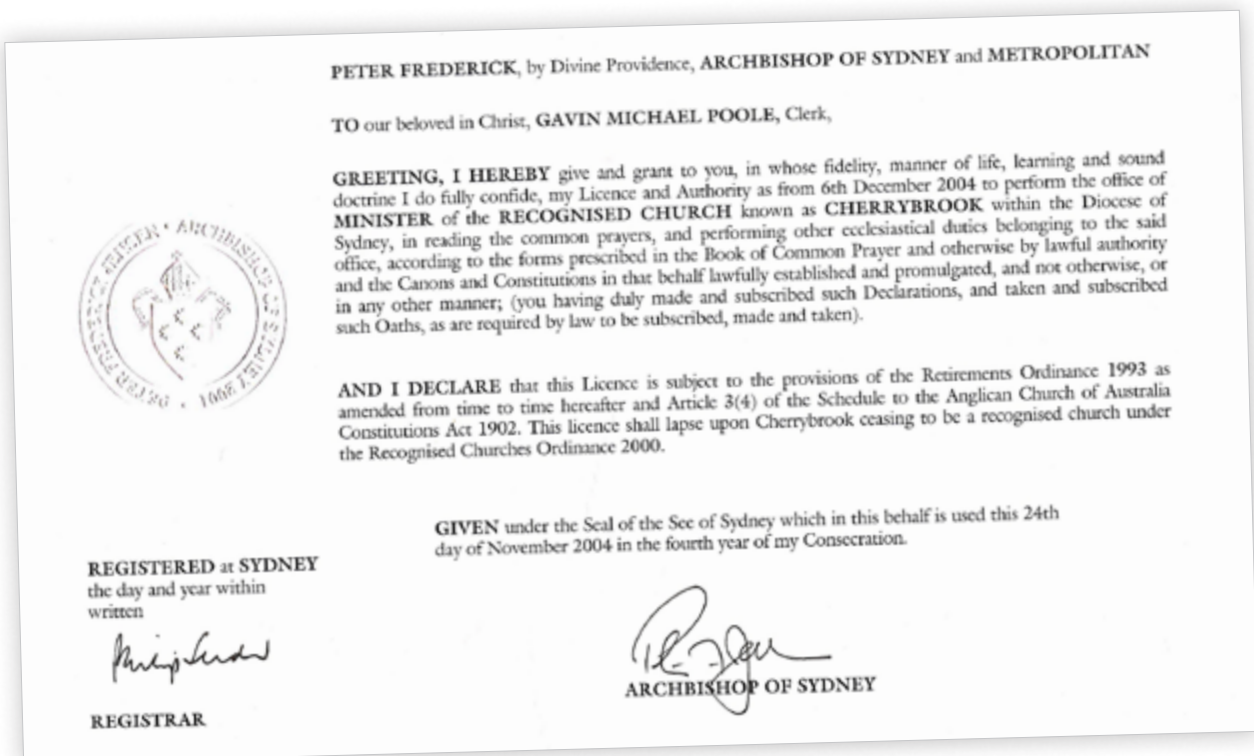 PETER FREDERICK, by Divine Providence, ARCHBISHOP OF SYDNEY and METROPOLITAN
TO our beloved in Christ, GAVIN MICHAEL POOLE, Clerk,
GREETING, I HEREBY give and grant to you, in whose fidelity, manner of life, learning and sound
doctrine I do fully confide, my Licence and Authority as from 6th December 2004 to perform the office of
MINISTER of the RECOGNISED CHURCH known as CHERRYBROOK within the Diocese of
Sydney, in reading the common prayers, and performing other ecclesiastical duties belonging to the said
office, according to the forms prescribed in the Book of Common Prayer and otherwise by lawful authority
and the Canons and Constitutions in that behalf lawfully established and promulgated, and not otherwise, or
in any other manner; (you having duly made and subscribed such Declarations, and taken and subscribed
such Oaths, as are required by law to be subscribed, made and taken).
ARCHBISHOP OF SYDNEY
PETER FREDERICK
AND I DECLARE that this Licence is subject to the provisions of the Retirements Ordinance 1993 as
amended from time to time hereafter and Article 3(4) of the Schedule to the Anglican Church of Australia
Constitutions Act 1902. This licence shall lapse upon Cherrybrook ceasing to be a recognised church under
the Recognised Churches Ordinance 2000.
GIVEN under the Seal of the See of Sydney which in this behalf is used this 24th
day of November 2004 in the fourth year of my Consecration.
REGISTERED at SYDNEY
the day and year within
written
REGISTRAR
ARCHBISHOP OF SYDNEY